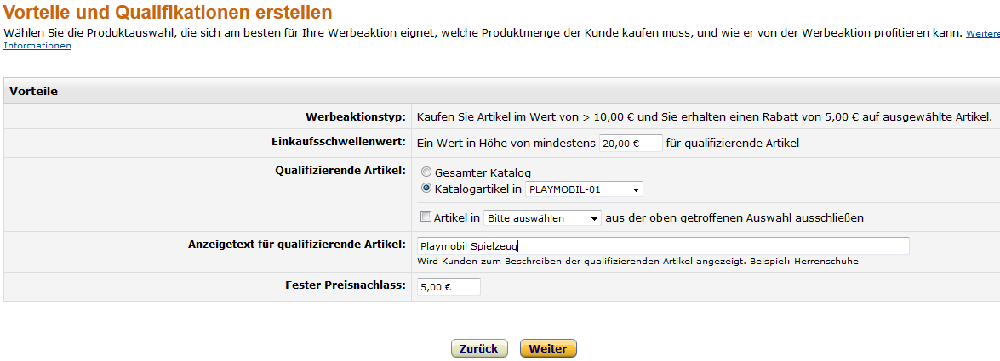 Vorteile und Qualifikationen erstellen
Wählen Sie die Produktauswahl, die sich am besten für Ihre Werbeaktion eignet, welche Produktmenge der Kunde kaufen muss, und wie er von der Werbeaktion profitieren kann. Weitere
Informationen
Vorteile
Werbeaktionstyp: Kaufen Sie Artikel im Wert von > 10,00 € und Sie erhalten einen Rabatt von 5,00 € auf ausgewählte Artikel.
Einkaufsschwellenwert: Ein Wert in Höhe von mindestens 20,00 € für qualifizierende Artikel
Qualifizierende Artikel: Gesamter Katalog
Katalogartikel in PLAYMOBIL-01
Artikel in Bitte auswählen aus der oben getroffenen Auswahl ausschließen
Anzeigetext für qualifizierende Artikel: Playmobil Spielzeug
Wird Kunden zum Beschreiben der qualifizierenden Artikel angezeigt. Beispiel: Herrenschuhe
Fester Preisnachlass: 5,00 €
Zurück Weiter